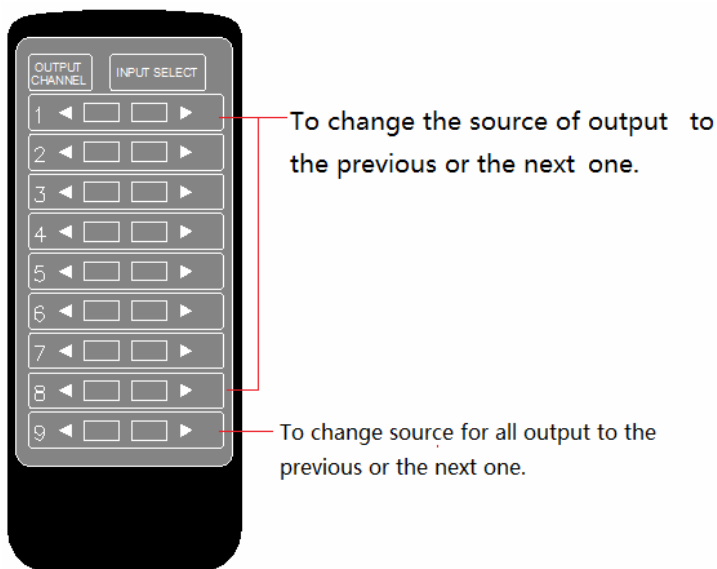 OUTPUT
CHANNEL
INPUT SELECT
1
To change the source of output to
the previous or the next one.
2
3
4
5
6
7
8
9
To change source for all output to the
previous or the next one.